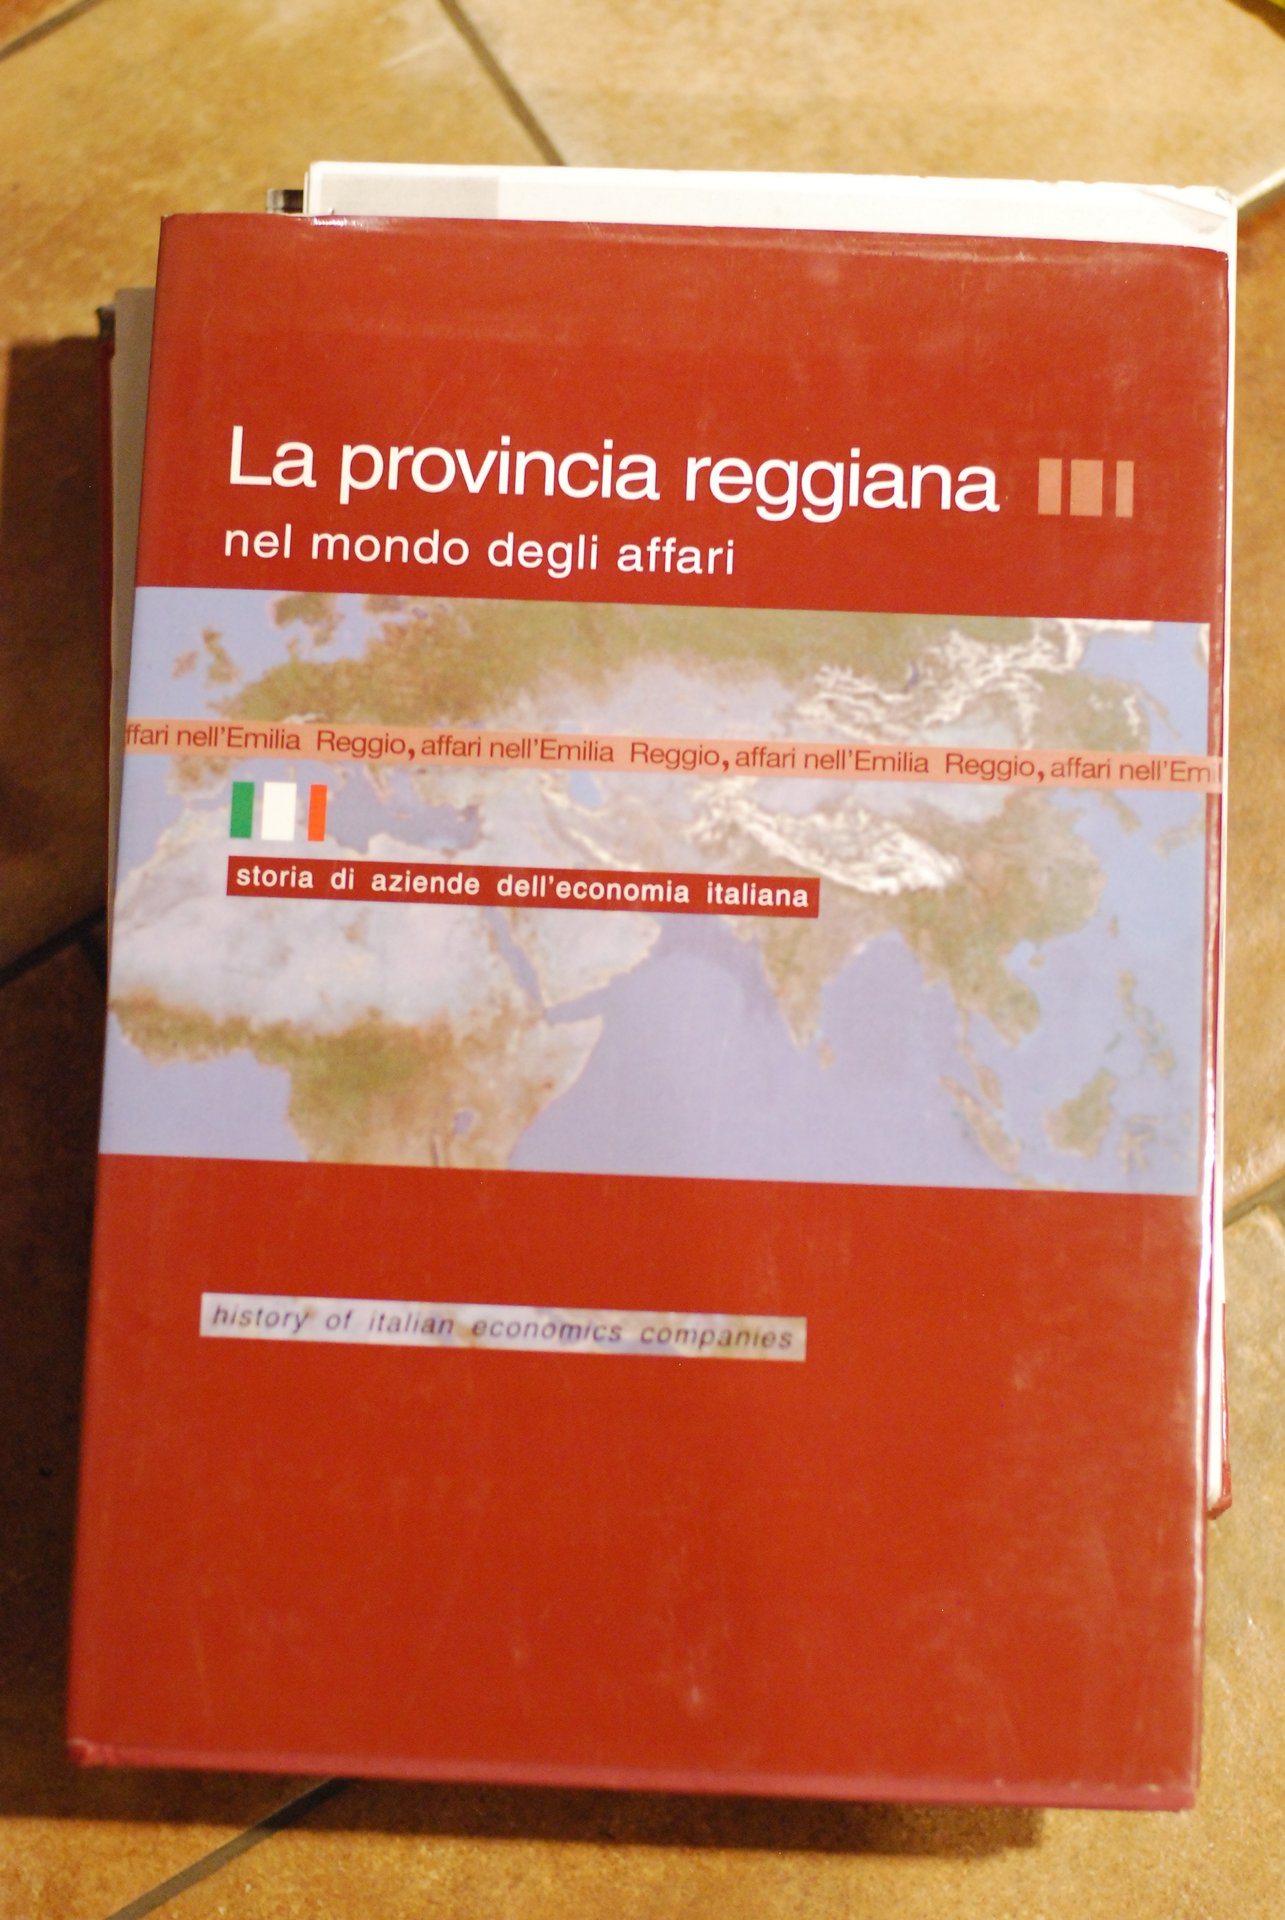 La provincia reggiana
nel mondo degli affari
ffari nell'Emilia Reggio, affari nell'Emilia Reggio, affari nell'Emilia Reggio, affari nell'Emi
storia di aziende dell'economia italiana
history of italian economics companies